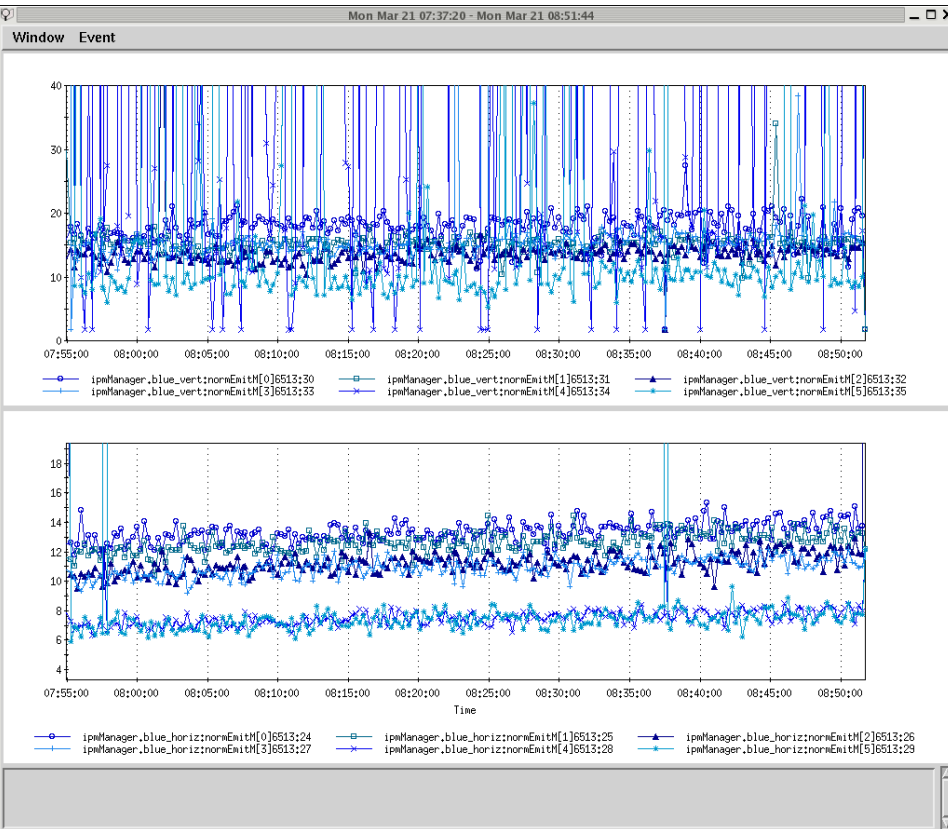 Mon Mar 21 07:37:20 - Mon Mar 21 08:51:44
Window Event
40
30
20
10
0
07:55:00 08:00:00 08:05:00 08:10:00 08:15:00 08:20:00 08:25:00 08:30:00 08:35:00 08:40:00 08:45:00 08:50:00
ipmManager.blue_vert:normEmitM[0]6513:30 ipmManager.blue_vert:normEmitM[1]6513:31 ipmManager.blue_vert:normEmitM[2]6513:32
ipmManager.blue_vert:normEmitM[3]6513:33 ipmManager.blue_vert:normEmitM[4]6513:34 ipmManager.blue_vert:normEmitM[5]6513:35
18
16
14
12
10
8
6
4
07:55:00 08:00:00 08:05:00 08:10:00 08:15:00 08:20:00 08:25:00 08:30:00 08:35:00 08:40:00 08:45:00 08:50:00
Time
ipmManager.blue_horiz:normEmitM[0]6513:24 ipmManager.blue_horiz:normEmitM[1]6513:25 ipmManager.blue_horiz:normEmitM[2]6513:26
ipmManager.blue_horiz:normEmitM[3]6513:27 ipmManager.blue_horiz:normEmitM[4]6513:28 ipmManager.blue_horiz:normEmitM[5]6513:29